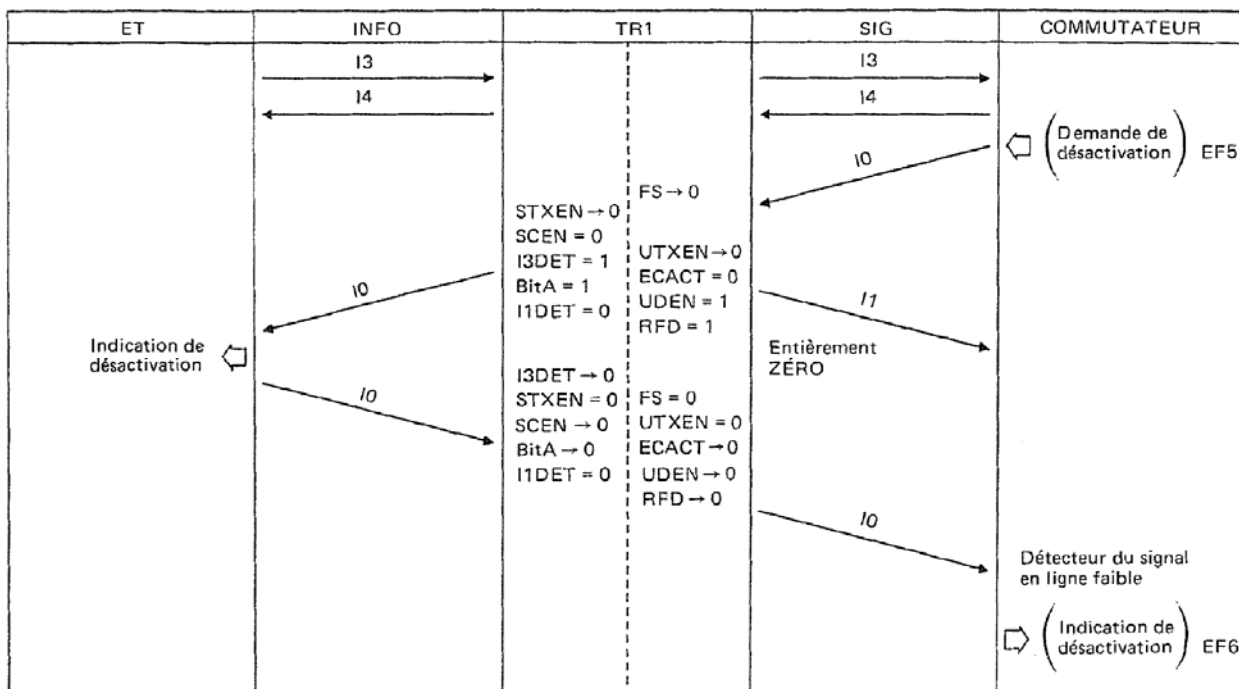 ET INFO TR1 SIG COMMUTATEUR
I3 I3
I4 I4
Demande de
désactivation EF5
I0
FS → 0
STXEN → 0
SCEN = 0
I3DET = 1
BitA = 1
I1DET = 0
UTXEN → 0
ECACT = 0
UDEN = 1
RFD = 1
I0
I1
Indication de
désactivation
Entièrement
ZÉRO
I0
I3DET → 0
STXEN = 0
SCEN → 0
BitA → 0
I1DET = 0
FS = 0
UTXEN = 0
ECACT → 0
UDEN → 0
RFD → 0
I0
Détecteur du signal
en ligne faible
Indication de
désactivation EF6